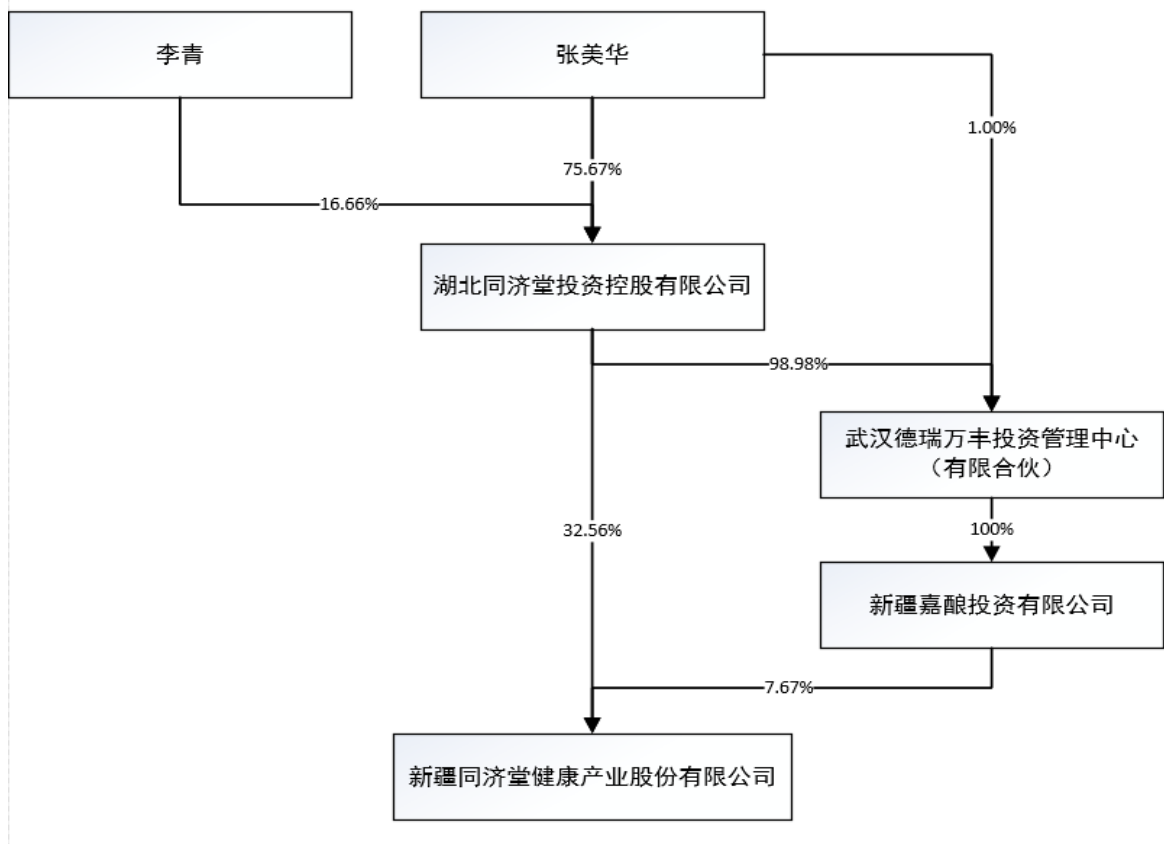 李青
张美华
1.00%
75.67%
16.66%
湖北同济堂投资控股有限公司
98.98%
武汉德瑞万丰投资管理中心
（有限合伙）
32.56%
100%
新疆嘉酿投资有限公司
7.67%
新疆同济堂健康产业股份有限公司